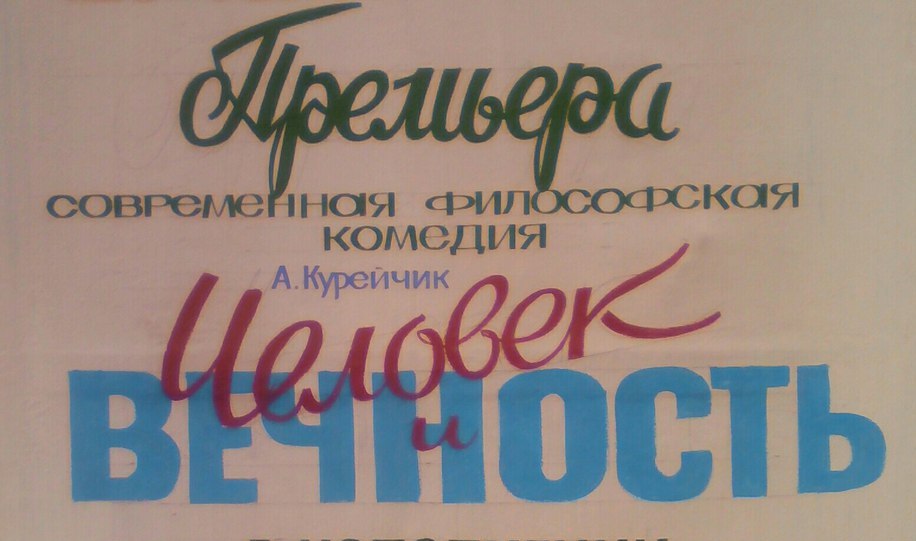 Премьера
современная философская
комедия
А.Курейчик
Человек
и
ВЕЧНОСТЬ